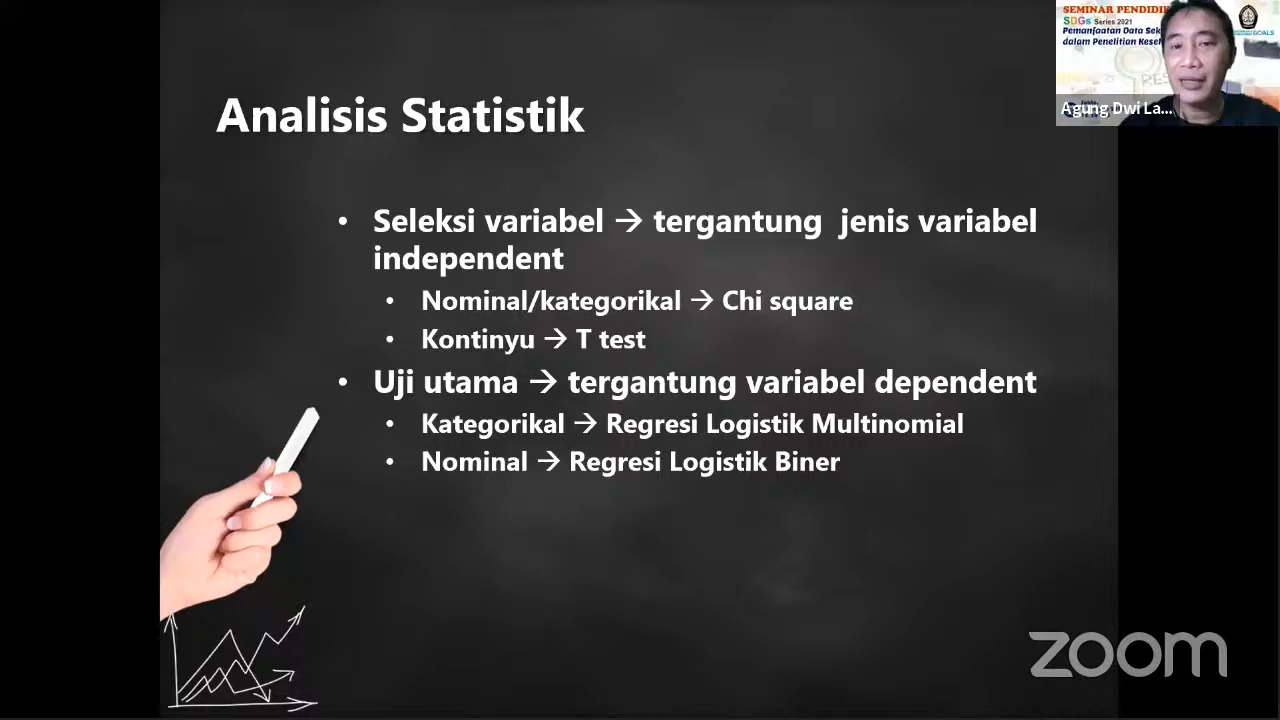 SEMINAR PENDIDIK
SDGs Series 2021
Pemanfaatan Data Sek
dalam Penelitian Keseh
GOALS
Agung Dwi La...
Analisis Statistik
• Seleksi variabel → tergantung jenis variabel
independent
• Nominal/kategorikal → Chi square
• Kontinyu → T test
• Uji utama → tergantung variabel dependent
• Kategorikal → Regresi Logistik Multinomial
• Nominal → Regresi Logistik Biner
zoom